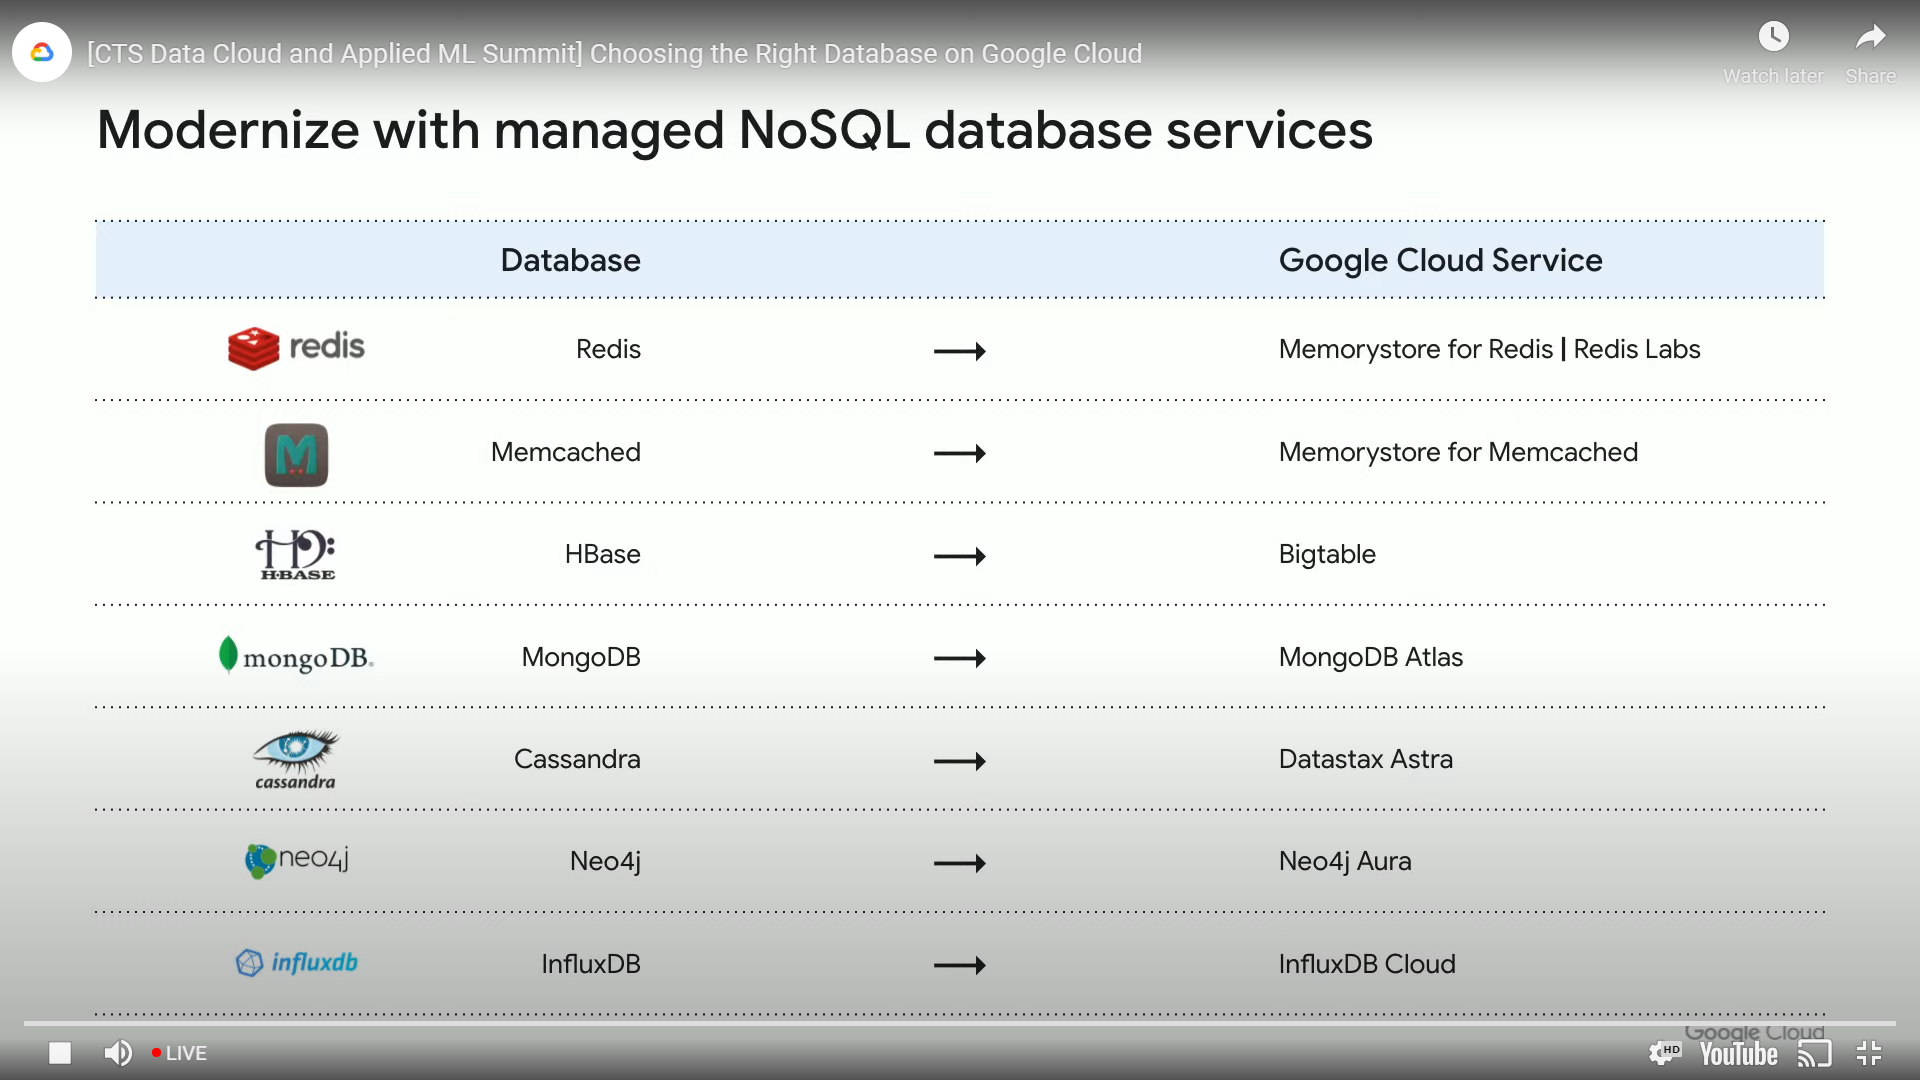 [CTS Data Cloud and Applied ML Summit] Choosing the Right Database on Google Cloud
Watch later
Share
Modernize with managed NoSQL database services
Database
Google Cloud Service
redis
Redis
Memorystore for Redis | Redis Labs
M
Memcached
Memorystore for Memcached
H·BASE
HBase
Bigtable
mongoDB®
MongoDB
MongoDB Atlas
cassandra
Cassandra
Datastax Astra
neo4j
Neo4j
Neo4j Aura
influxdb
InfluxDB
InfluxDB Cloud
Google Cloud
LIVE
HD
YouTube